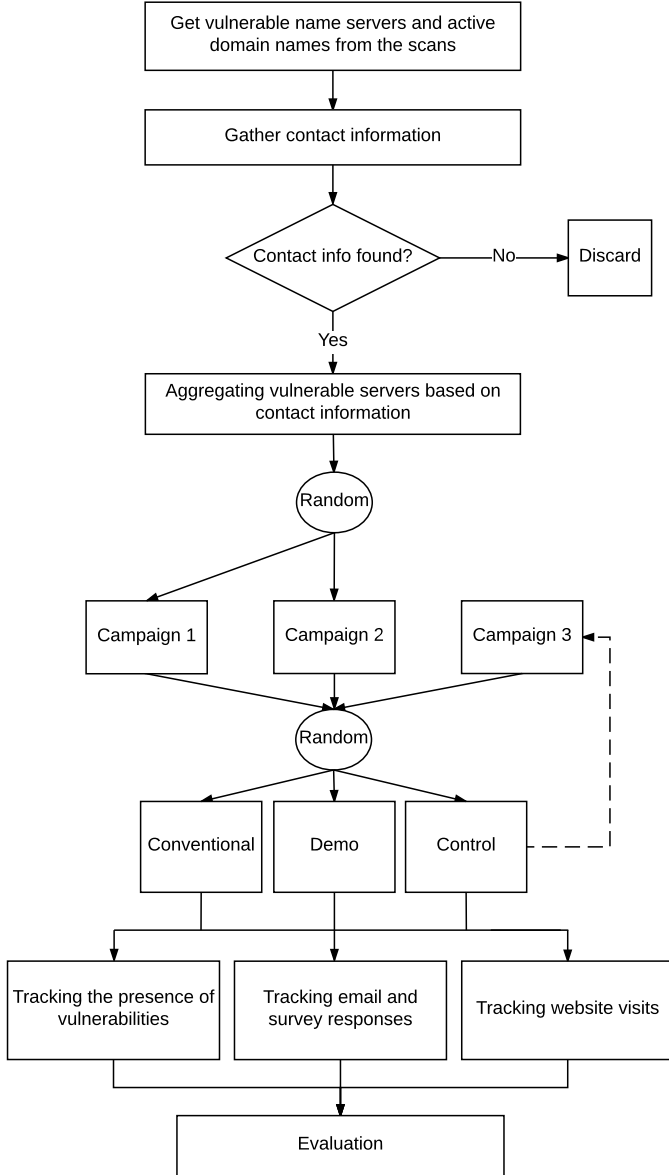 Get vulnerable name servers and active
domain names from the scans
Gather contact information
Contact info found?
No
Discard
Yes
Aggregating vulnerable servers based on
contact information
Random
Campaign 1
Campaign 2
Campaign 3
Random
Conventional
Demo
Control
Tracking the presence of
vulnerabilities
Tracking email and
survey responses
Tracking website visits
Evaluation